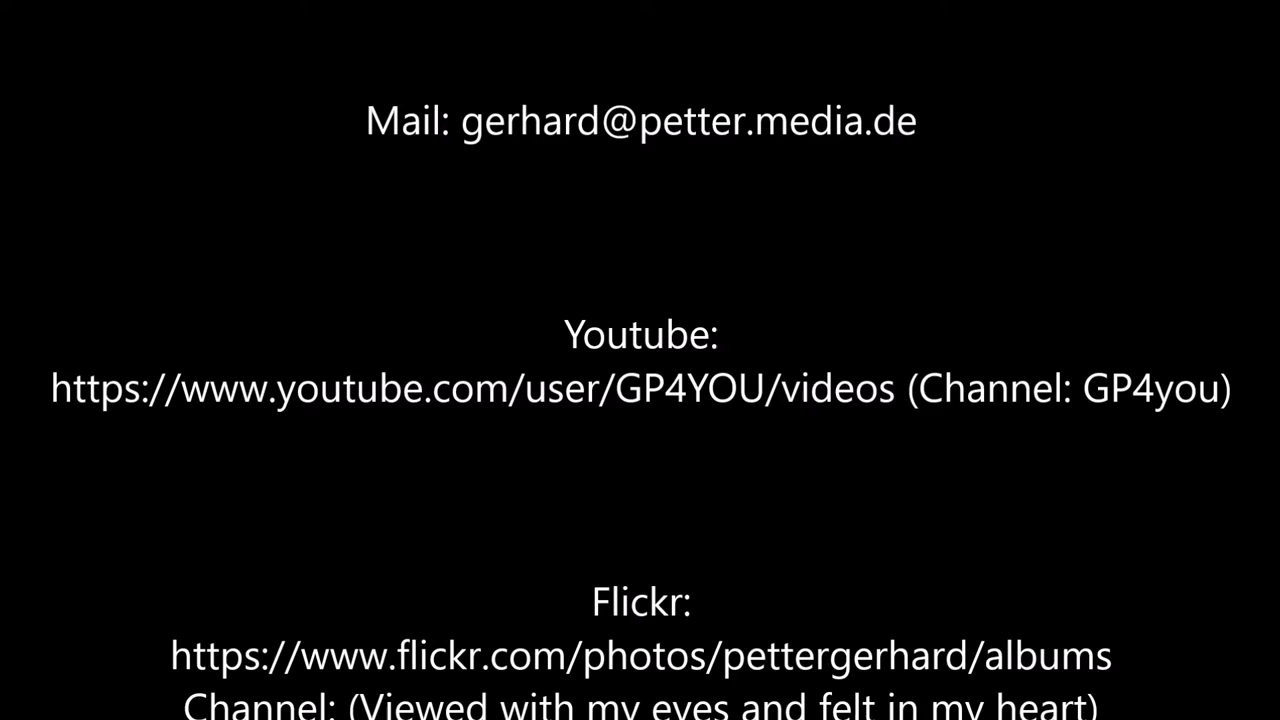 Mail: gerhard@petter.media.de
Youtube:
https://www.youtube.com/user/GP4YOU/videos (Channel: GP4you)
Flickr:
https://www.flickr.com/photos/pettergerhard/albums
Channel: (Viewed with my eyes and felt in my heart)